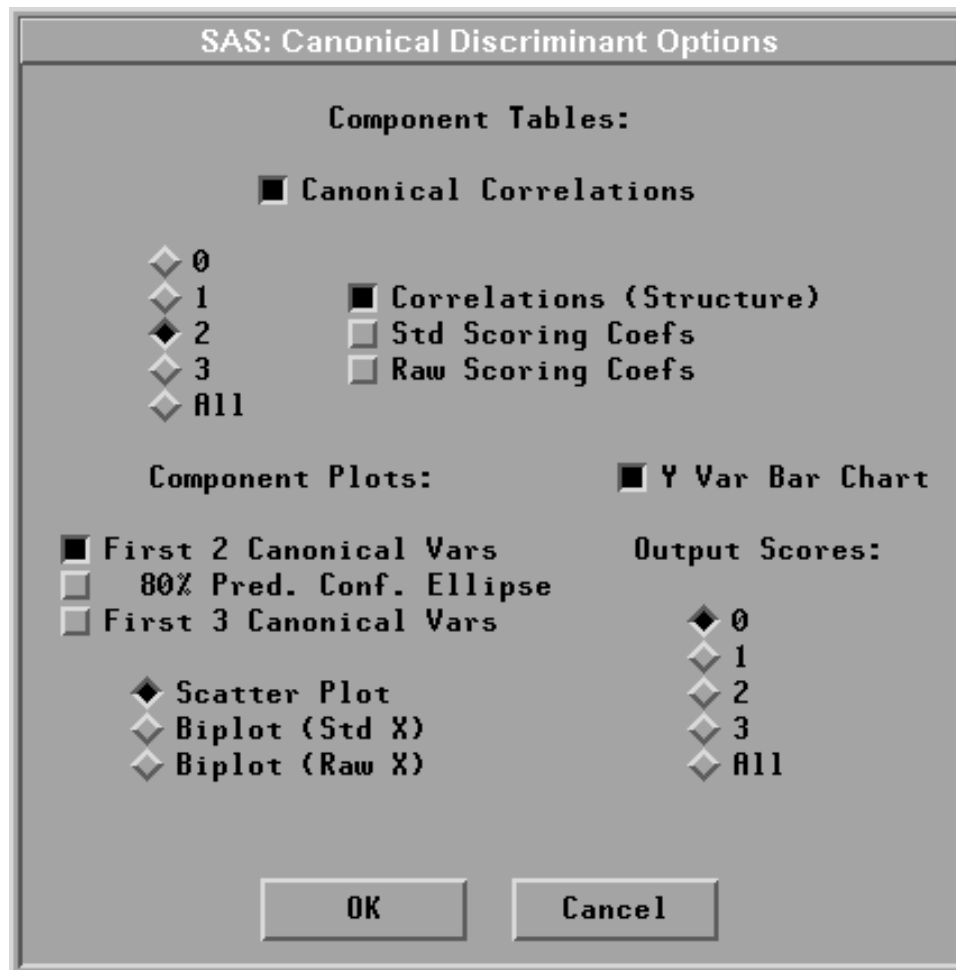 SAS: Canonical Discriminant Options
Component Tables:
Canonical Correlations
0
1
2
3
All
Correlations (Structure)
Std Scoring Coefs
Raw Scoring Coefs
Component Plots:
First 2 Canonical Vars
80% Pred. Conf. Ellipse
First 3 Canonical Vars
Scatter Plot
Biplot (Std X)
Biplot (Raw X)
Y Var Bar Chart
Output Scores:
0
1
2
3
All
OK
Cancel